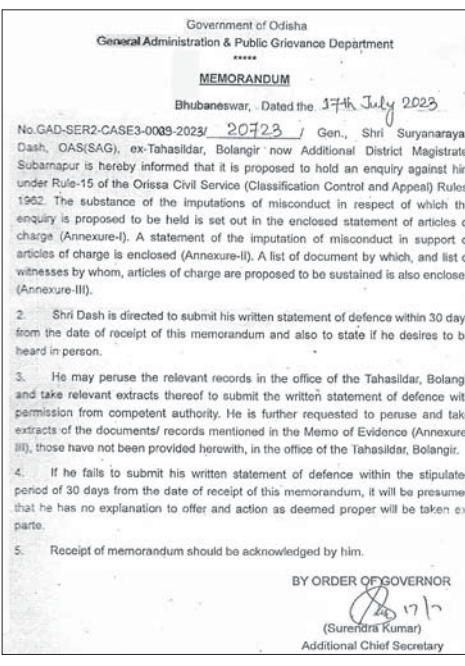 Government of Odisha
General Administration & Public Grievance Department
*****
MEMORANDUM
Bhubaneswar, Dated the 17th July 2023
No.GAD-SER2-CASE3-0009-2023/ 20723 / Gen., Shri Suryanaraya
Dash, OAS(SAG), ex-Tahasildar, Bolangir now Additional District Magistrate
Subarnapur is hereby informed that it is proposed to hold an enquiry against him
under Rule-15 of the Orissa Civil Service (Classification Control and Appeal) Rules
1962. The substance of the imputations of misconduct in respect of which th
enquiry is proposed to be held is set out in the enclosed statement of articles o
charge (Annexure-I). A statement of the imputation of misconduct in support o
articles of charge is enclosed (Annexure-II). A list of document by which, and list o
witnesses by whom, articles of charge are proposed to be sustained is also enclose
(Annexure-III).
2. Shri Dash is directed to submit his written statement of defence within 30 day
from the date of receipt of this memorandum and also to state if he desires to b
heard in person.
3. He may peruse the relevant records in the office of the Tahasildar, Bolangi
and take relevant extracts thereof to submit the written statement of defence wit
permission from competent authority. He is further requested to peruse and tak
extracts of the documents/ records mentioned in the Memo of Evidence (Annexure
III), those have not been provided herewith, in the office of the Tahasildar, Bolangir.
4. If he fails to submit his written statement of defence within the stipulate
period of 30 days from the date of receipt of this memorandum, it will be presume
that he has no explanation to offer and action as deemed proper will be taken ex
parte.
5. Receipt of memorandum should be acknowledged by him.
BY ORDER OF GOVERNOR
17/7
(Surendra Kumar)
Additional Chief Secretary